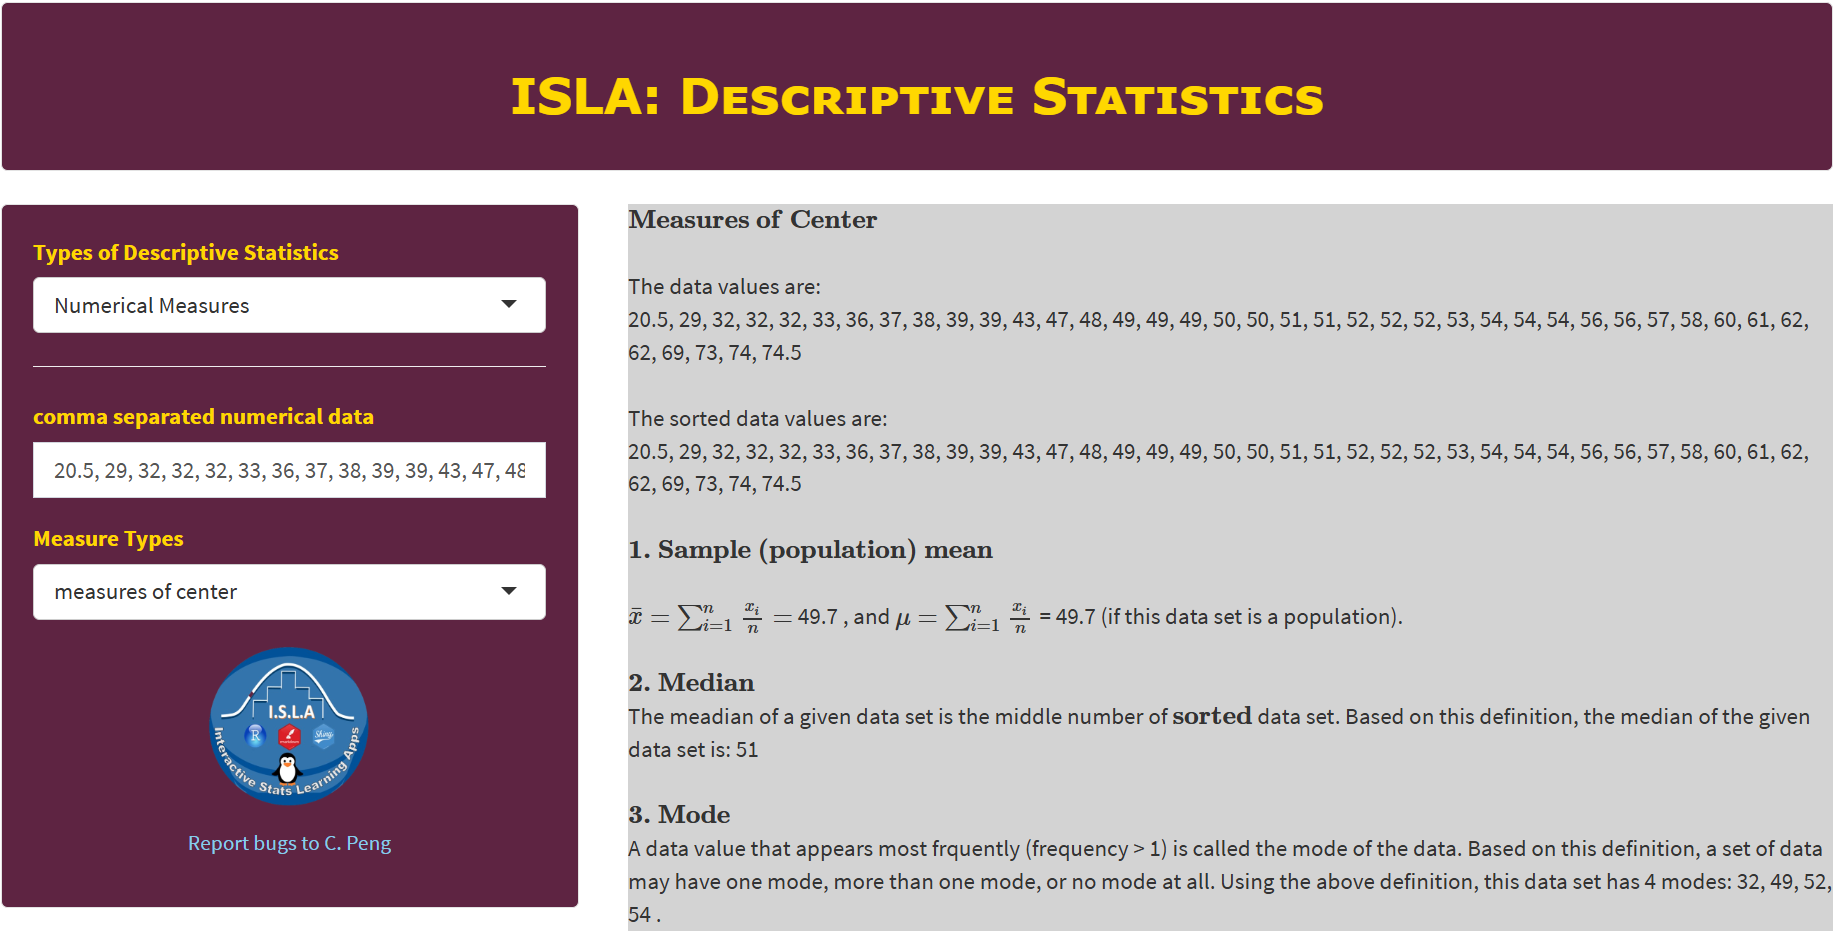 ISLA: Descriptive Statistics
Types of Descriptive Statistics
Numerical Measures
comma separated numerical data
20.5, 29, 32, 32, 32, 33, 36, 37, 38, 39, 39, 43, 47, 48
Measure Types
measures of center
I.S.L.A
R
Shiny
Interactive Stats Learning Apps
Report bugs to C. Peng
Measures of Center
The data values are:
20.5, 29, 32, 32, 32, 33, 36, 37, 38, 39, 39, 43, 47, 48, 49, 49, 49, 50, 50, 51, 51, 52, 52, 52, 53, 54, 54, 54, 56, 56, 57, 58, 60, 61, 62,
62, 69, 73, 74, 74.5
The sorted data values are:
20.5, 29, 32, 32, 32, 33, 36, 37, 38, 39, 39, 43, 47, 48, 49, 49, 49, 50, 50, 51, 51, 52, 52, 52, 53, 54, 54, 54, 56, 56, 57, 58, 60, 61, 62,
62, 69, 73, 74, 74.5
1. Sample (population) mean
x̄ = ∑ⁿᵢ₌₁ xᵢ/n = 49.7 , and μ = ∑ⁿᵢ₌₁ xᵢ/n = 49.7 (if this data set is a population).
2. Median
The meadian of a given data set is the middle number of sorted data set. Based on this definition, the median of the given
data set is: 51
3. Mode
A data value that appears most frquently (frequency > 1) is called the mode of the data. Based on this definition, a set of data
may have one mode, more than one mode, or no mode at all. Using the above definition, this data set has 4 modes: 32, 49, 52,
54 .